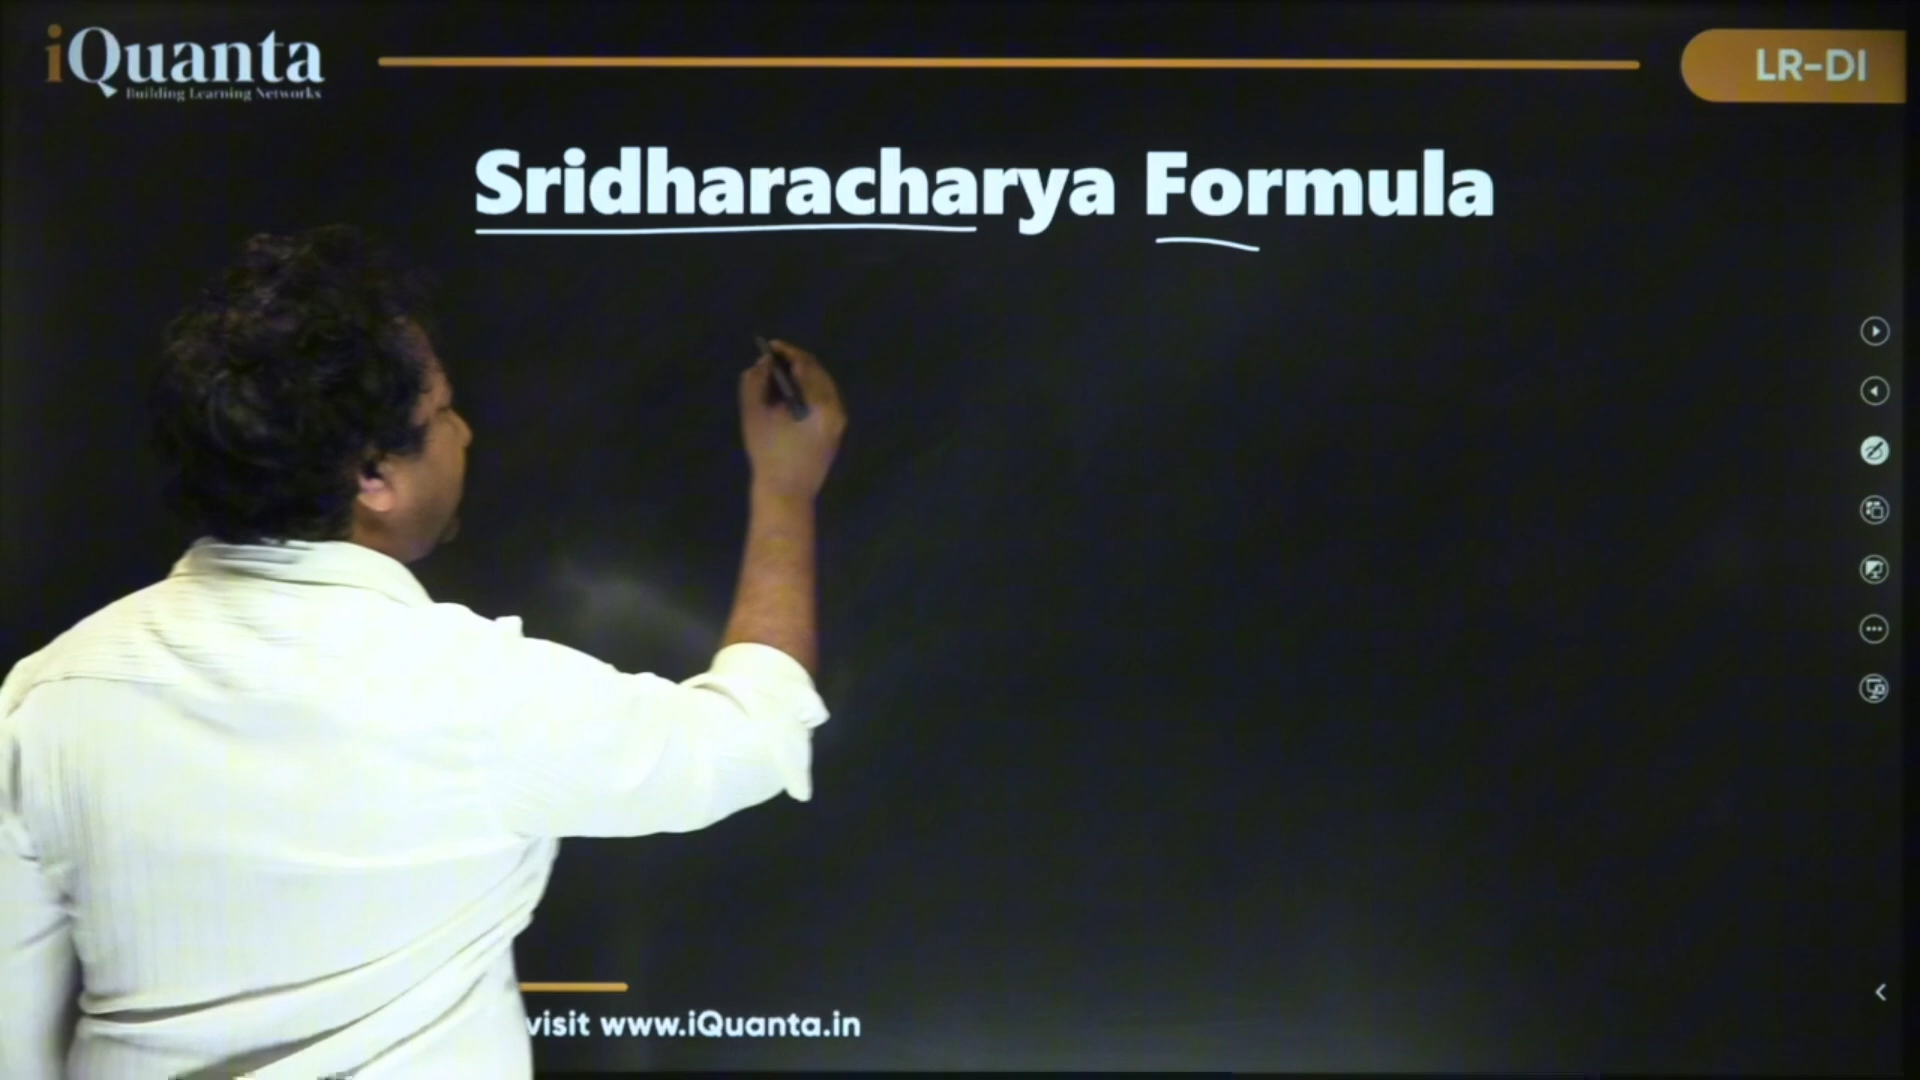 iQuanta
Building Learning Networks
LR-DI
Sridharacharya Formula
visit www.iQuanta.in